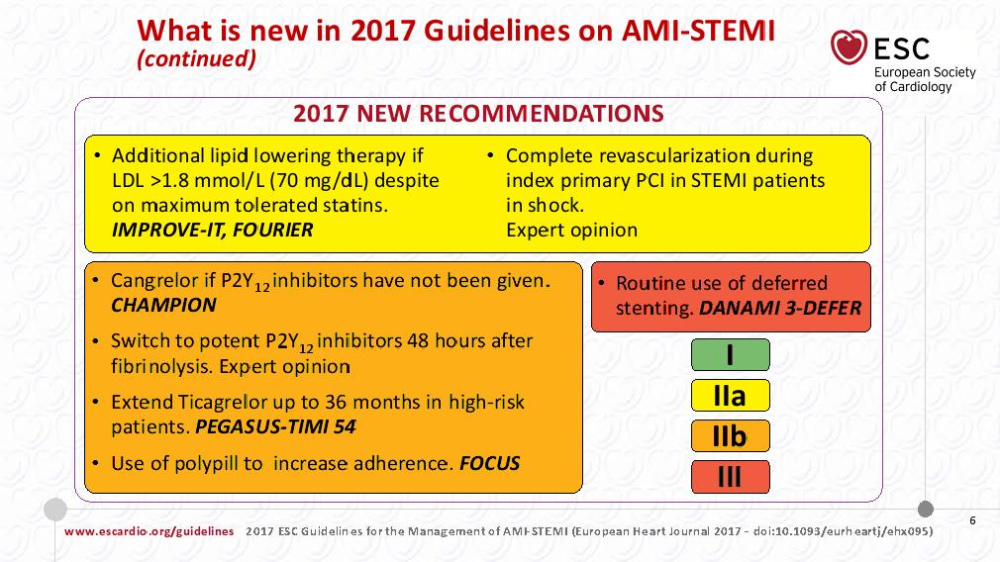 What is new in 2017 Guidelines on AMI-STEMI
(continued)
ESC
European Society
of Cardiology
2017 NEW RECOMMENDATIONS
• Additional lipid lowering therapy if
LDL >1.8 mmol/L (70 mg/dL) despite
on maximum tolerated statins.
IMPROVE-IT, FOURIER
• Complete revascularization during
index primary PCI in STEMI patients
in shock.
Expert opinion
• Cangrelor if P2Y12 inhibitors have not been given.
CHAMPION
• Switch to potent P2Y12 inhibitors 48 hours after
fibrinolysis. Expert opinion
• Extend Ticagrelor up to 36 months in high-risk
patients. PEGASUS-TIMI 54
• Use of polypill to increase adherence. FOCUS
• Routine use of deferred
stenting. DANAMI 3-DEFER
I
IIa
IIb
III
6
www.escardio.org/guidelines 2017 ESC Guidelines for the Management of AMI-STEMI (European Heart Journal 2017 - doi:10.1093/eurheartj/ehx095)